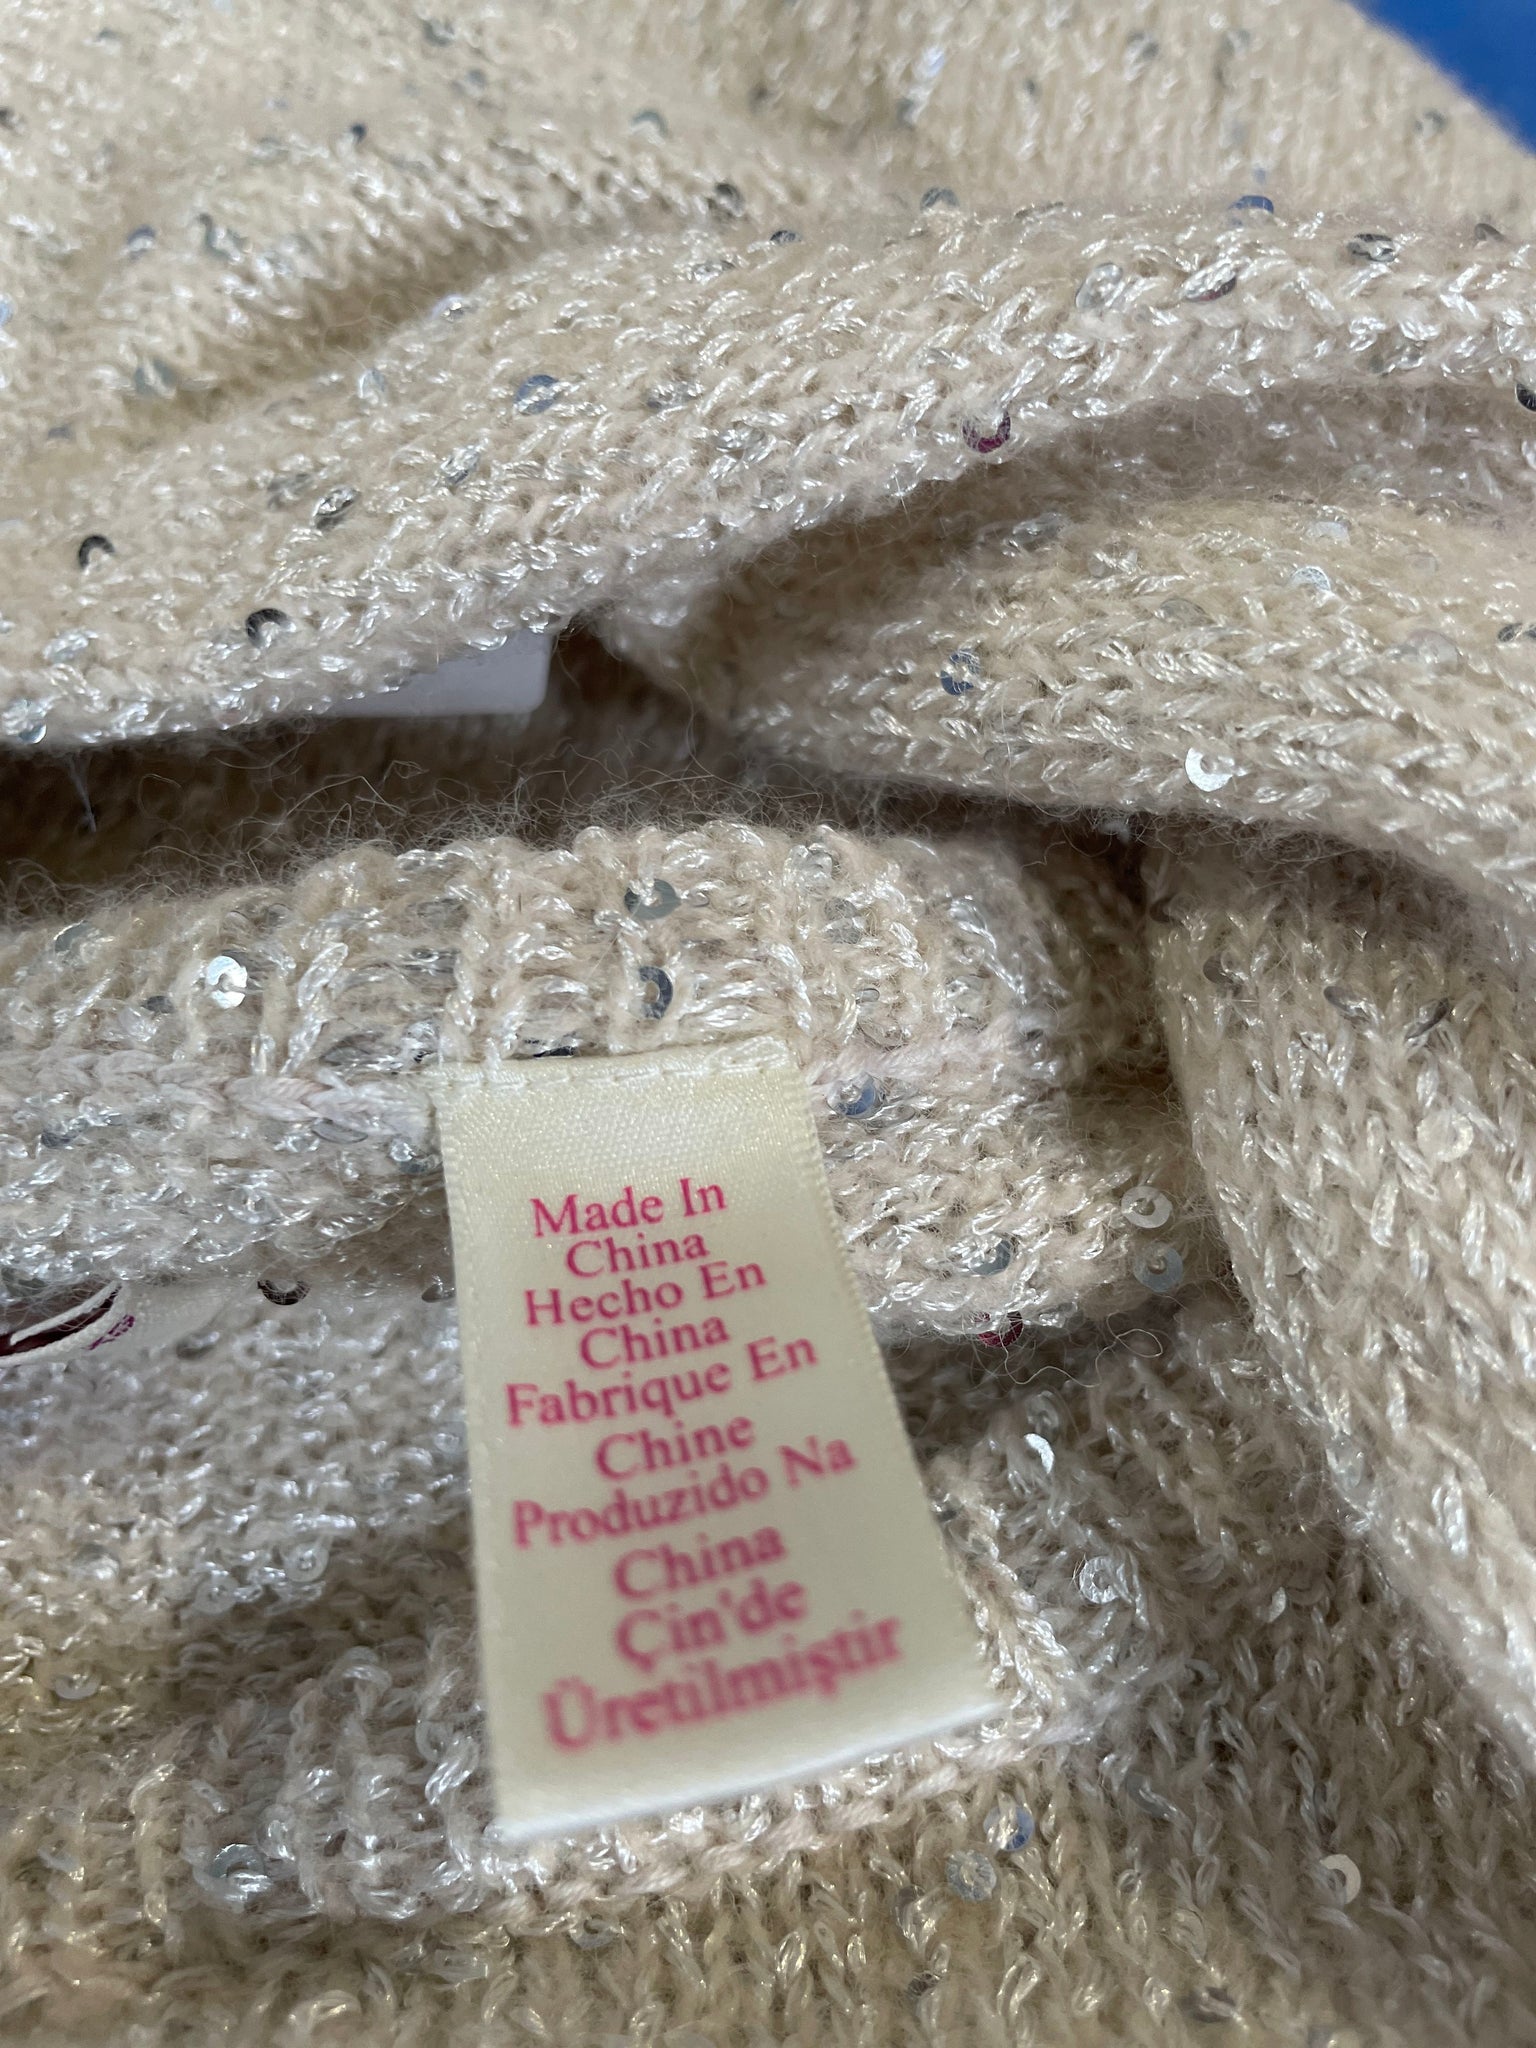 Made In
China
Hecho En
China
Fabrique En
Chine
Produzido Na
China
Çin'de
Üretilmiştir